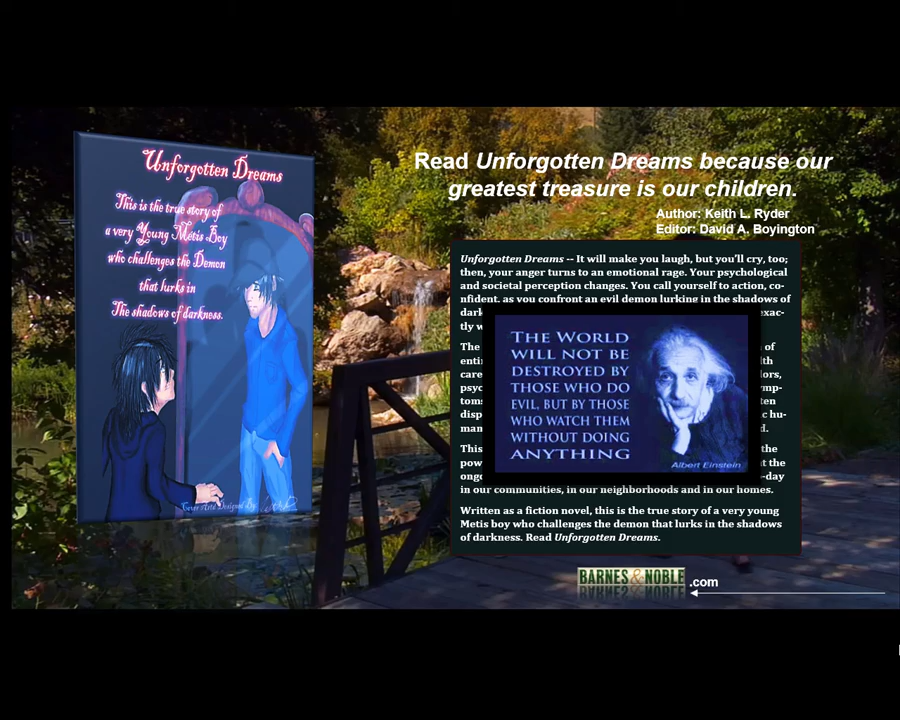 Unforgotten Dreams
This is the true story of
a very Young Metis Boy
who challenges the Demon
that lurks in
The shadows of darkness.
Cover Arts Designed By
Read Unforgotten Dreams because our
greatest treasure is our children.
Author: Keith L. Ryder
Editor: David A. Boyington
Unforgotten Dreams -- It will make you laugh, but you'll cry, too;
then, your anger turns to an emotional rage. Your psychological
and societal perception changes. You call yourself to action, co-
nfident, as you confront an evil demon lurking in the shadows of
The
of
This
the
in our communities, in our neighborhoods and in our homes.
THE WORLD
WILL NOT BE
DESTROYED BY
THOSE WHO DO
EVIL, BUT BY THOSE
WHO WATCH THEM
WITHOUT DOING
ANYTHING
Albert Einstein
Written as a fiction novel, this is the true story of a very young
Metis boy who challenges the demon that lurks in the shadows
of darkness. Read Unforgotten Dreams.
BARNES & NOBLE .com